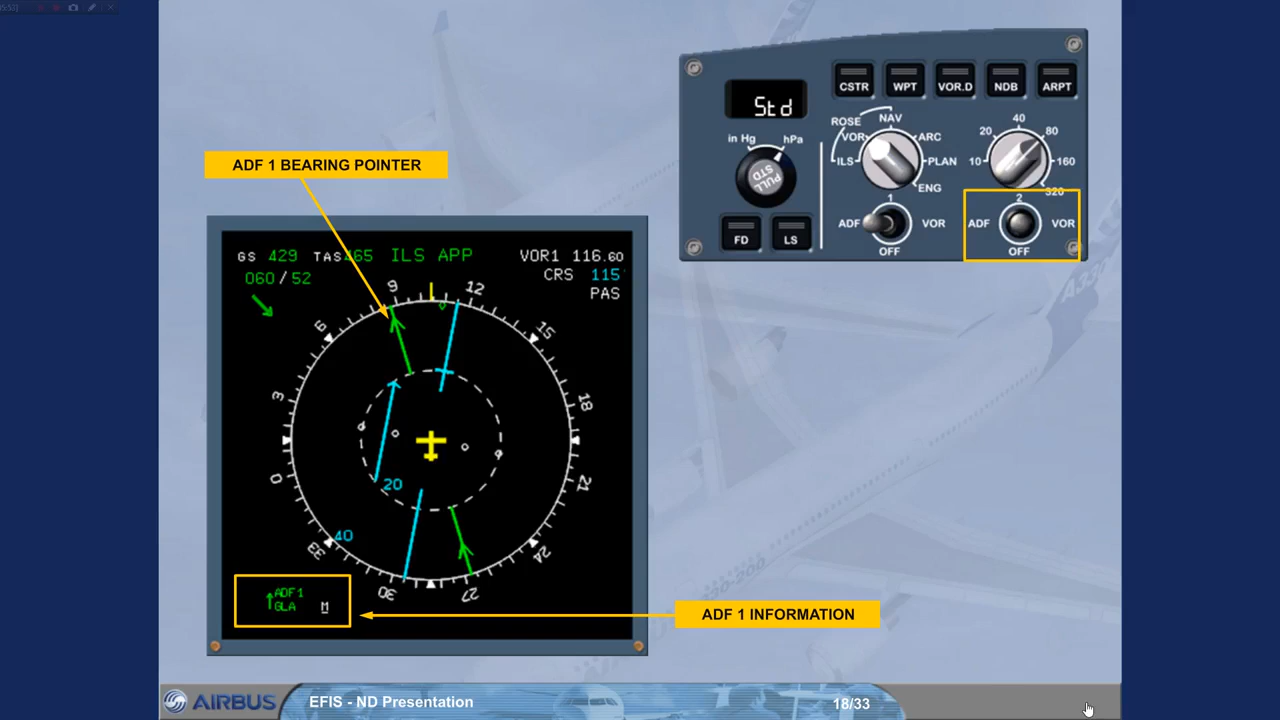 Std
CSTR
WPT
VOR.D
NDB
ARPT
in Hg
hPa
PULL STD
ROSE
NAV
VOR
ARC
ILS
PLAN
ENG
10
20
40
80
160
320
FD
LS
1
ADF
VOR
OFF
2
ADF
VOR
OFF
ADF 1 BEARING POINTER
GS 429 TAS 465 ILS APP VOR1 116.60
060 / 52 CRS 115°
PAS
9
12
6
15
3
18
0
21
33
24
30
27
20
40
ADF1
GLA M
ADF 1 INFORMATION
A330
AIRBUS
EFIS - ND Presentation
18/33